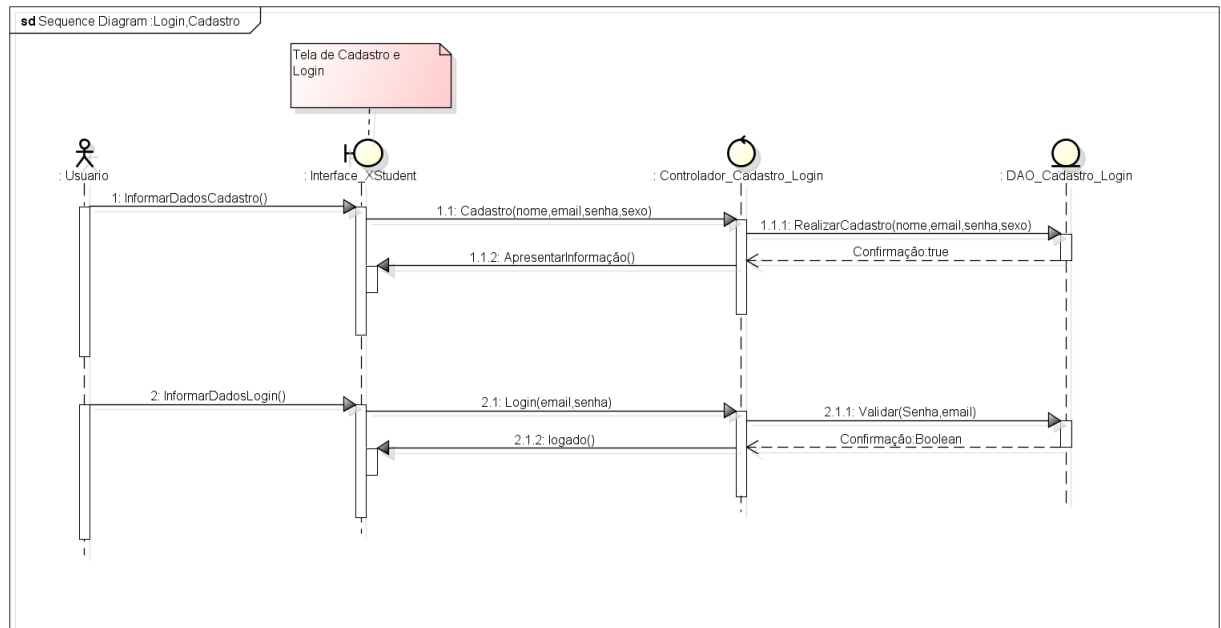 sd Sequence Diagram :Login,Cadastro
Tela de Cadastro e
Login
: Usuario
: Interface_XStudent
: Controlador_Cadastro_Login
: DAO_Cadastro_Login
1: InformarDadosCadastro()
1.1: Cadastro(nome,email,senha,sexo)
1.1.1: RealizarCadastro(nome,email,senha,sexo)
Confirmação:true
1.1.2: ApresentarInformação()
2: InformarDadosLogin()
2.1: Login(email,senha)
2.1.1: Validar(Senha,email)
Confirmação:Boolean
2.1.2: logado()